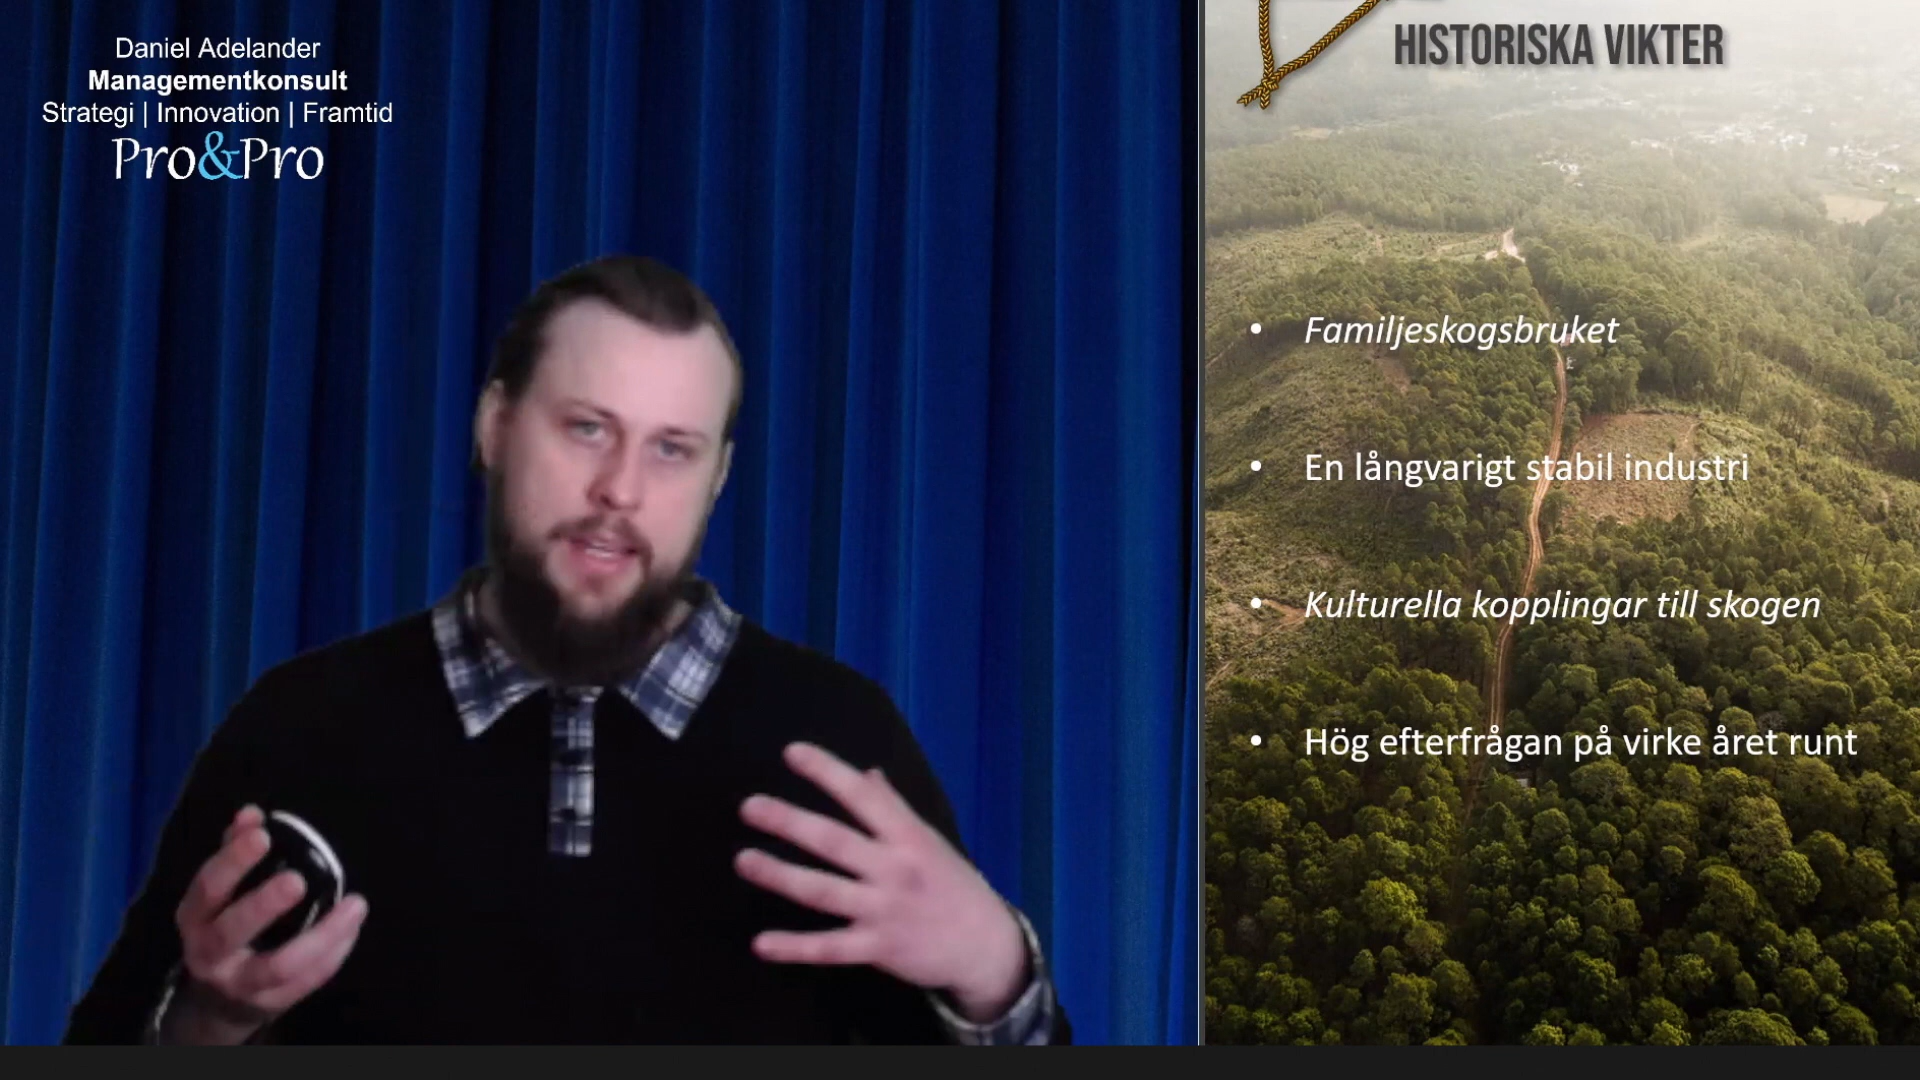 Daniel Adelander
Managementkonsult
Strategi | Innovation | Framtid
Pro&Pro
HISTORISKA VIKTER
• Familjeskogsbruket
• En långvarigt stabil industri
• Kulturella kopplingar till skogen
• Hög efterfrågan på virke året runt